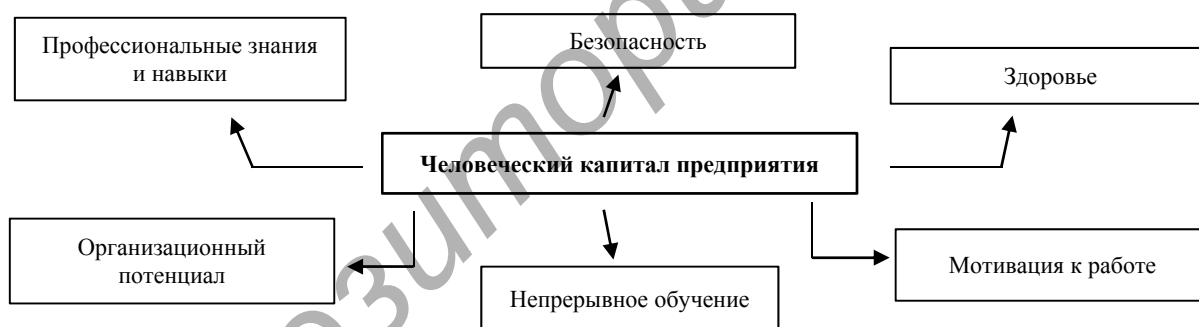 Профессиональные знания
и навыки
Безопасность
Здоровье
Человеческий капитал предприятия
Организационный
потенциал
Непрерывное обучение
Мотивация к работе